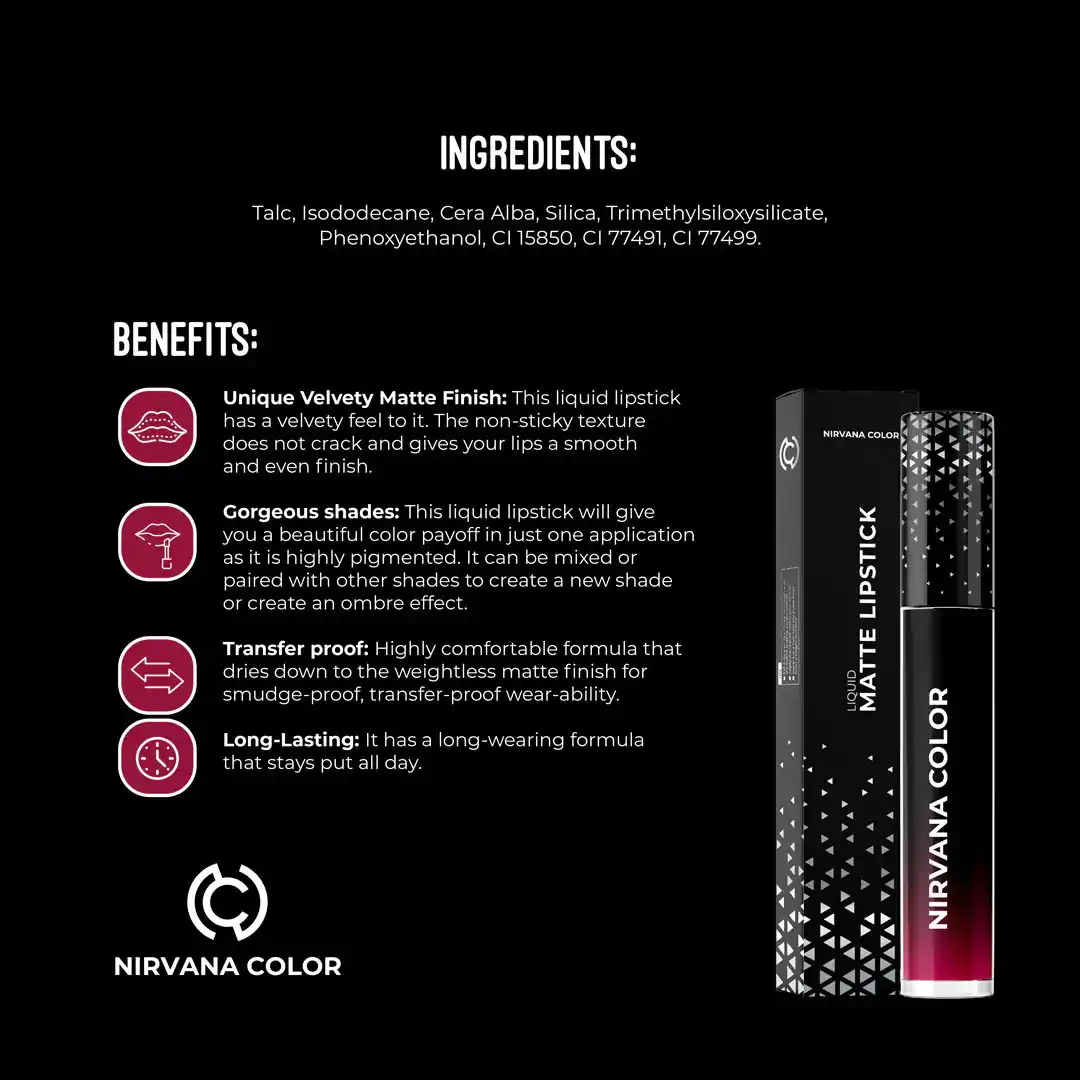 INGREDIENTS:
Talc, Isododecane, Cera Alba, Silica, Trimethylsiloxysilicate,
Phenoxyethanol, CI 15850, CI 77491, CI 77499.
BENEFITS:
Unique Velvety Matte Finish: This liquid lipstick
has a velvety feel to it. The non-sticky texture
does not crack and gives your lips a smooth
and even finish.
Gorgeous shades: This liquid lipstick will give
you a beautiful color payoff in just one application
as it is highly pigmented. It can be mixed or
paired with other shades to create a new shade
or create an ombre effect.
Transfer proof: Highly comfortable formula that
dries down to the weightless matte finish for
smudge-proof, transfer-proof wear-ability.
Long-Lasting: It has a long-wearing formula
that stays put all day.
NIRVANA COLOR
NIRVANA COLOR
LIQUID
MATTE LIPSTICK
NIRVANA COLOR